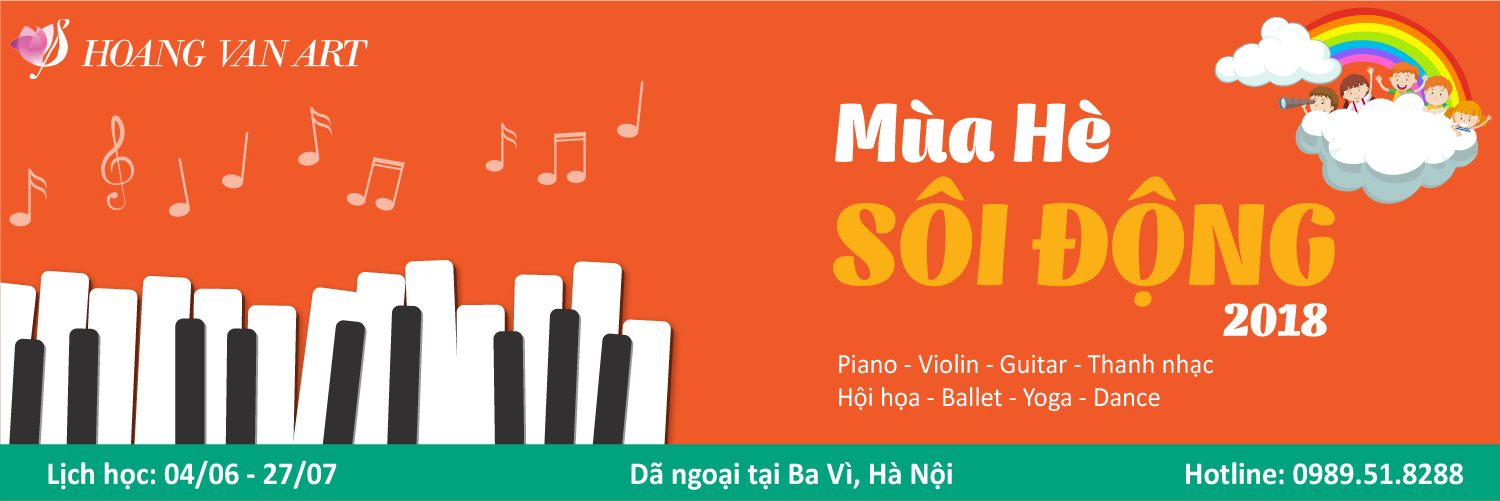 HOANG VAN ART
Mùa Hè
SÔI ĐỘNG
2018
Piano - Violin - Guitar - Thanh nhạc
Hội họa - Ballet - Yoga - Dance
Lịch học: 04/06 - 27/07
Dã ngoại tại Ba Vì, Hà Nội
Hotline: 0989.51.8288